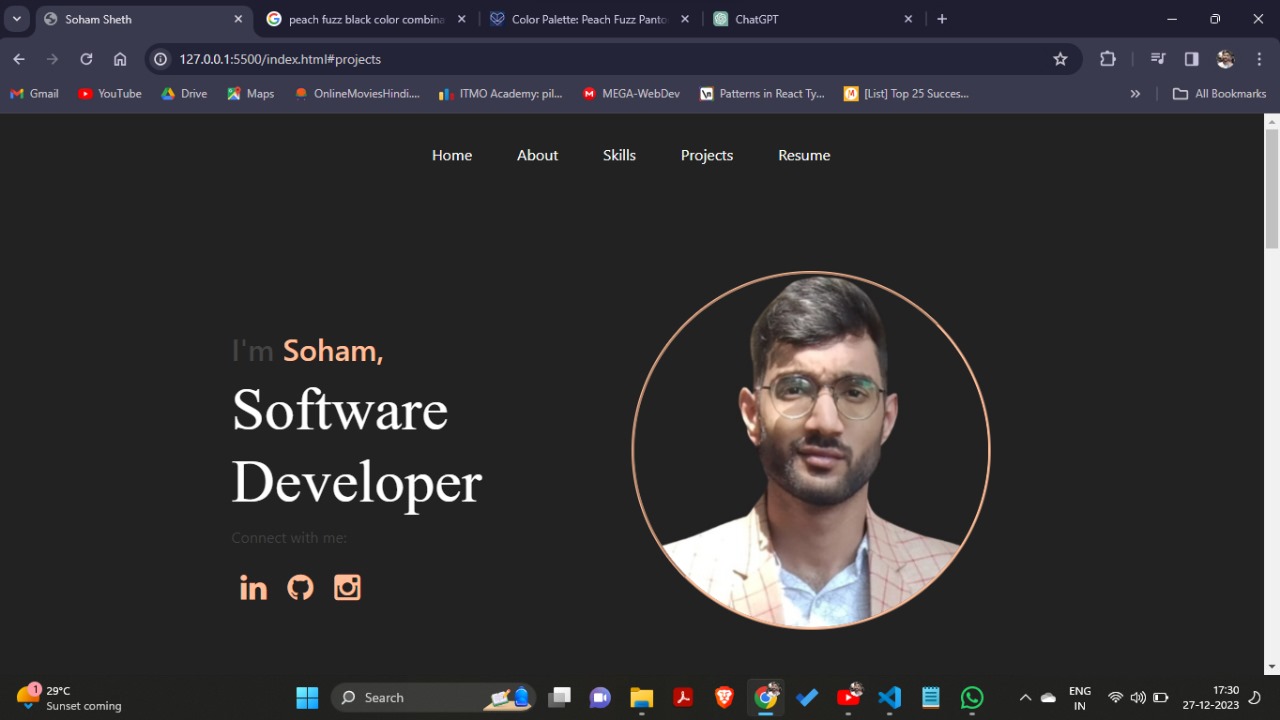 Soham Sheth
peach fuzz black color combina
Color Palette: Peach Fuzz Panto
ChatGPT
127.0.0.1:5500/index.html#projects
Gmail
YouTube
Drive
Maps
OnlineMoviesHindi....
ITMO Academy: pil...
MEGA-WebDev
Patterns in React Ty...
[List] Top 25 Succes...
All Bookmarks
Home About Skills Projects Resume
I'm Soham,
Software
Developer
Connect with me:
in
1
29°C
Sunset coming
Search
ENG
IN
17:30
27-12-2023